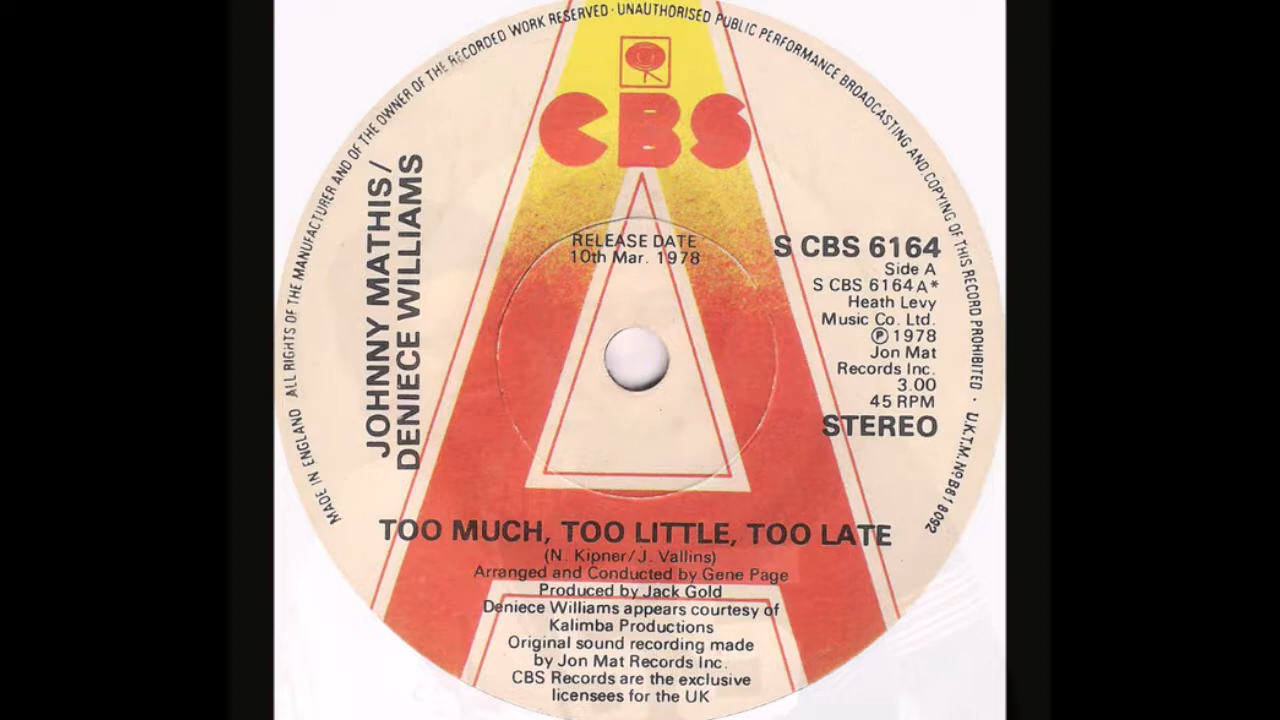 MADE IN ENGLAND · ALL RIGHTS OF THE MANUFACTURER AND OF THE OWNER OF THE RECORDED WORK RESERVED · UNAUTHORISED PUBLIC PERFORMANCE BROADCASTING AND COPYING OF THIS RECORD PROHIBITED · U.K.T.M. No B618092
CBS
JOHNNY MATHIS/
DENIECE WILLIAMS
RELEASE DATE
10th Mar. 1978
S CBS 6164
Side A
S CBS 6164A*
Heath Levy
Music Co. Ltd.
Ⓟ 1978
Jon Mat
Records Inc.
3.00
45 RPM
STEREO
TOO MUCH, TOO LITTLE, TOO LATE
(N. Kipner/J. Vallins)
Arranged and Conducted by Gene Page
Produced by Jack Gold
Deniece Williams appears courtesy of
Kalimba Productions
Original sound recording made
by Jon Mat Records Inc.
CBS Records are the exclusive
licensees for the UK